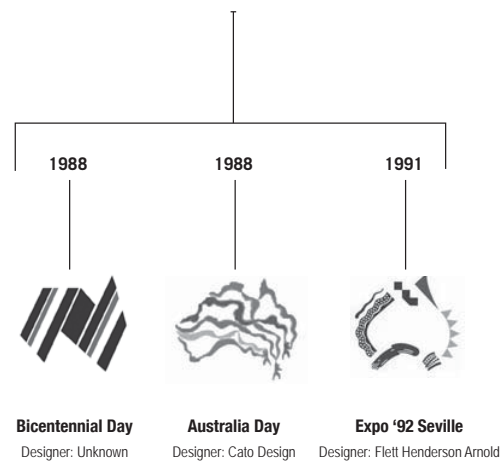 1988
1988
1991
Bicentennial Day
Australia Day
Expo ‘92 Seville
Designer: Unknown
Designer: Cato Design
Designer: Flett Henderson Arnold